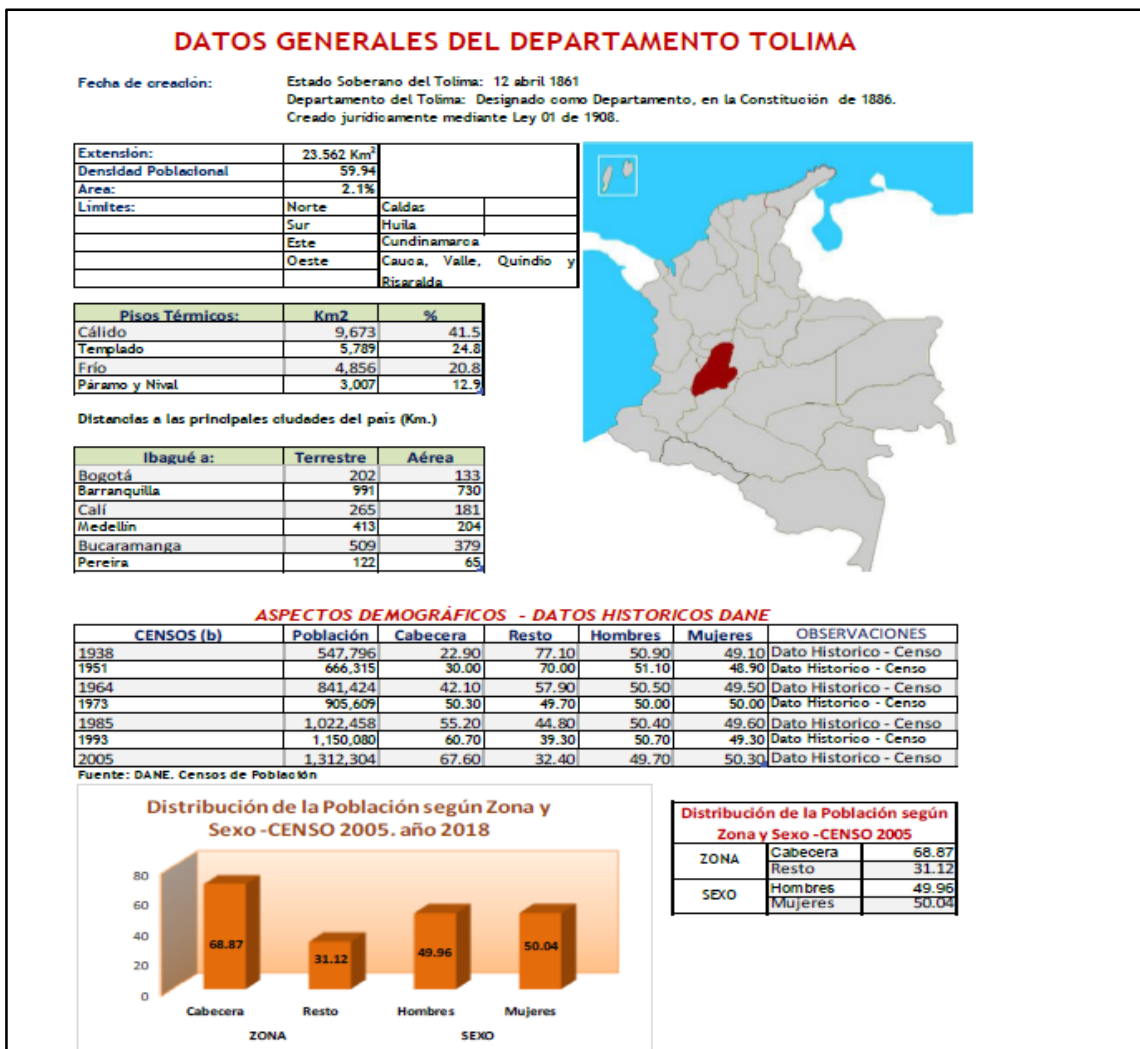 DATOS GENERALES DEL DEPARTAMENTO TOLIMA
Fecha de creación: Estado Soberano del Tolima: 12 abril 1861
Departamento del Tolima: Designado como Departamento, en la Constitución de 1886.
Creado jurídicamente mediante Ley 01 de 1908.
Extensión: 23.562 Km²
Densidad Poblacional 59.94
Area: 2.1%
Limites: Norte Caldas
Sur Huila
Este Cundinamarca
Oeste Cauca, Valle, Quindío y
Risaralda
Pisos Térmicos: Km2 %
Cálido 9,673 41.5
Templado 5,789 24.8
Frío 4,856 20.8
Páramo y Nival 3,007 12.9
Distancias a las principales ciudades del país (Km.)
Ibagué a: Terrestre Aérea
Bogotá 202 133
Barranquilla 991 730
Calí 265 181
Medellín 413 204
Bucaramanga 509 379
Pereira 122 65
ASPECTOS DEMOGRÁFICOS - DATOS HISTORICOS DANE
CENSOS (b) Población Cabecera Resto Hombres Mujeres OBSERVACIONES
1938 547,796 22.90 77.10 50.90 49.10 Dato Historico - Censo
1951 666,315 30.00 70.00 51.10 48.90 Dato Historico - Censo
1964 841,424 42.10 57.90 50.50 49.50 Dato Historico - Censo
1973 905,609 50.30 49.70 50.00 50.00 Dato Historico - Censo
1985 1,022,458 55.20 44.80 50.40 49.60 Dato Historico - Censo
1993 1,150,080 60.70 39.30 50.70 49.30 Dato Historico - Censo
2005 1,312,304 67.60 32.40 49.70 50.30 Dato Historico - Censo
Fuente: DANE. Censos de Población
Distribución de la Población según Zona y
Sexo -CENSO 2005. año 2018
80
60
40
20
0
68.87 31.12 49.96 50.04
Cabecera Resto Hombres Mujeres
ZONA SEXO
Distribución de la Población según
Zona y Sexo -CENSO 2005
ZONA Cabecera 68.87
Resto 31.12
SEXO Hombres 49.96
Mujeres 50.04